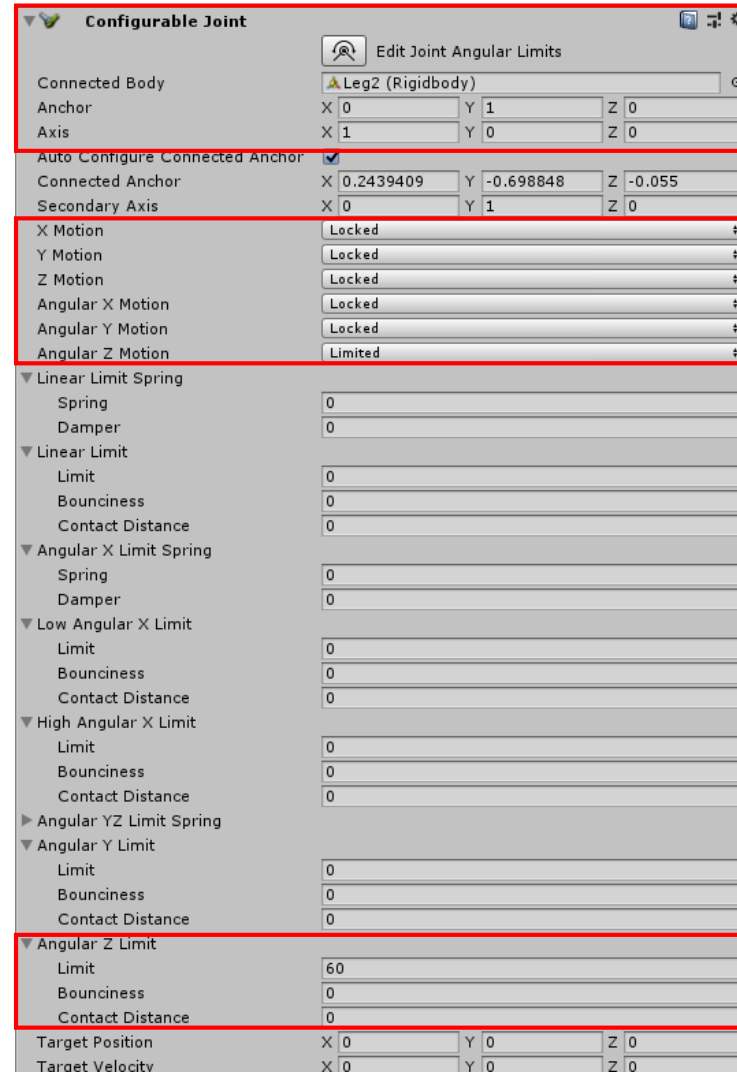 Configurable Joint
Edit Joint Angular Limits
Connected Body Leg2 (Rigidbody)
Anchor X 0 Y 1 Z 0
Axis X 1 Y 0 Z 0
Auto Configure Connected Anchor
Connected Anchor X 0.2439409 Y -0.698848 Z -0.055
Secondary Axis X 0 Y 1 Z 0
X Motion Locked
Y Motion Locked
Z Motion Locked
Angular X Motion Locked
Angular Y Motion Locked
Angular Z Motion Limited
Linear Limit Spring
Spring 0
Damper 0
Linear Limit
Limit 0
Bounciness 0
Contact Distance 0
Angular X Limit Spring
Spring 0
Damper 0
Low Angular X Limit
Limit 0
Bounciness 0
Contact Distance 0
High Angular X Limit
Limit 0
Bounciness 0
Contact Distance 0
Angular YZ Limit Spring
Angular Y Limit
Limit 0
Bounciness 0
Contact Distance 0
Angular Z Limit
Limit 60
Bounciness 0
Contact Distance 0
Target Position X 0 Y 0 Z 0
Target Velocity X 0 Y 0 Z 0